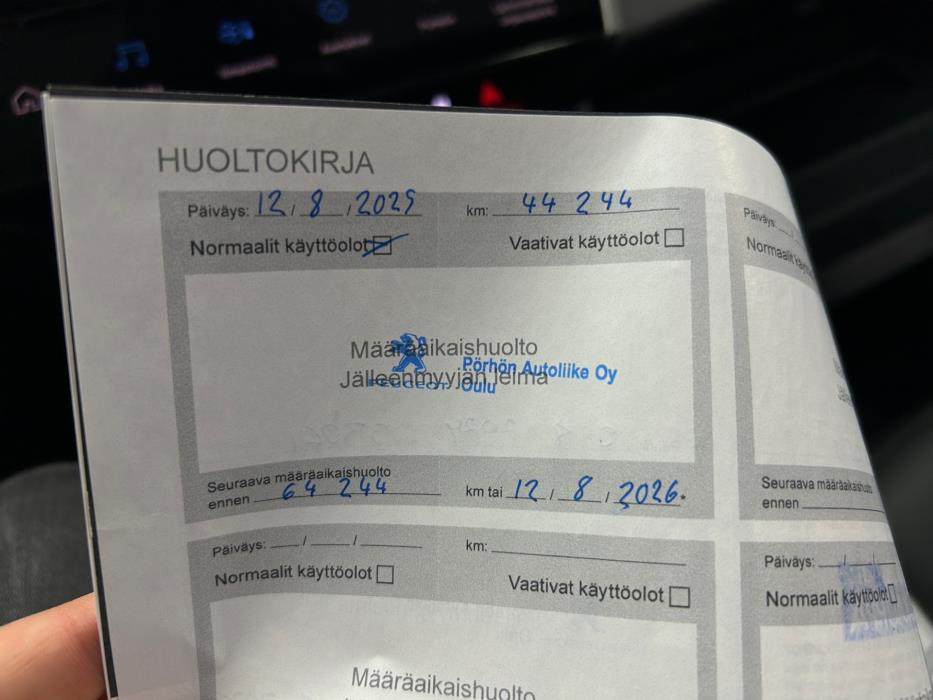 HUOLTOKIRJA
Päiväys: 12 / 8 / 2025 km: 44 244
Normaalit käyttöolot Vaativat käyttöolot
Määräaikaishuolto
Jälleenmyyjän leima
PEUGEOT
Pörhön Autoliike Oy
Oulu
Seuraava määräaikaishuolto
ennen 64 244 km tai 12 / 8 / 2026.
Päiväys: / / km:
Normaalit käyttöolot Vaativat käyttöolot
Määräaikaishuolto
Päiväys:
Seuraava määräaikaishuolto
ennen
Päiväys:
Normaalit käyttöolot